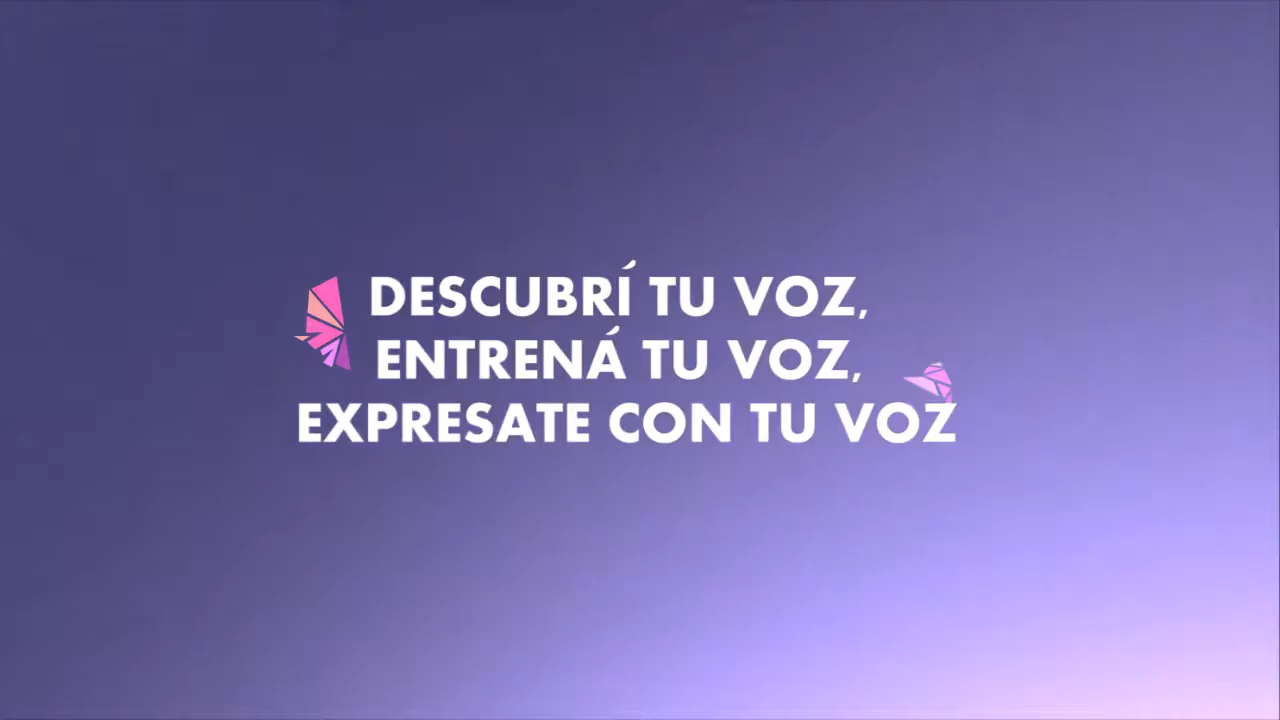 DESCUBRÍ TU VOZ,
ENTRENÁ TU VOZ,
EXPRESATE CON TU VOZ